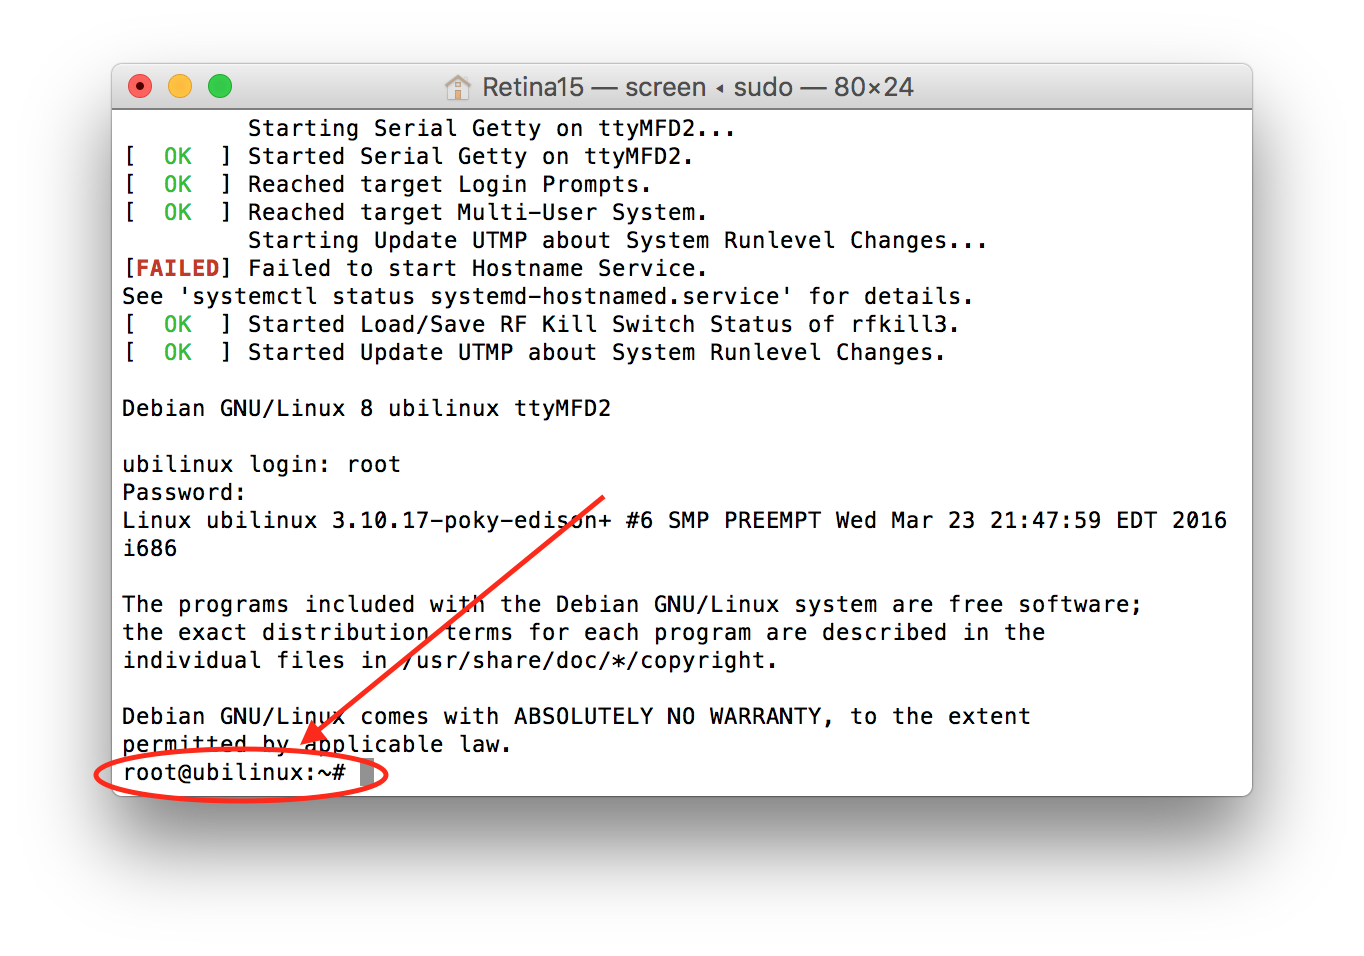 Retina15 — screen ◂ sudo — 80×24
Starting Serial Getty on ttyMFD2...
[  OK  ] Started Serial Getty on ttyMFD2.
[  OK  ] Reached target Login Prompts.
[  OK  ] Reached target Multi-User System.
Starting Update UTMP about System Runlevel Changes...
[FAILED] Failed to start Hostname Service.
See 'systemctl status systemd-hostnamed.service' for details.
[  OK  ] Started Load/Save RF Kill Switch Status of rfkill3.
[  OK  ] Started Update UTMP about System Runlevel Changes.
Debian GNU/Linux 8 ubilinux ttyMFD2
ubilinux login: root
Password:
Linux ubilinux 3.10.17-poky-edison+ #6 SMP PREEMPT Wed Mar 23 21:47:59 EDT 2016
i686
The programs included with the Debian GNU/Linux system are free software;
the exact distribution terms for each program are described in the
individual files in /usr/share/doc/*/copyright.
Debian GNU/Linux comes with ABSOLUTELY NO WARRANTY, to the extent
permitted by applicable law.
root@ubilinux:~#